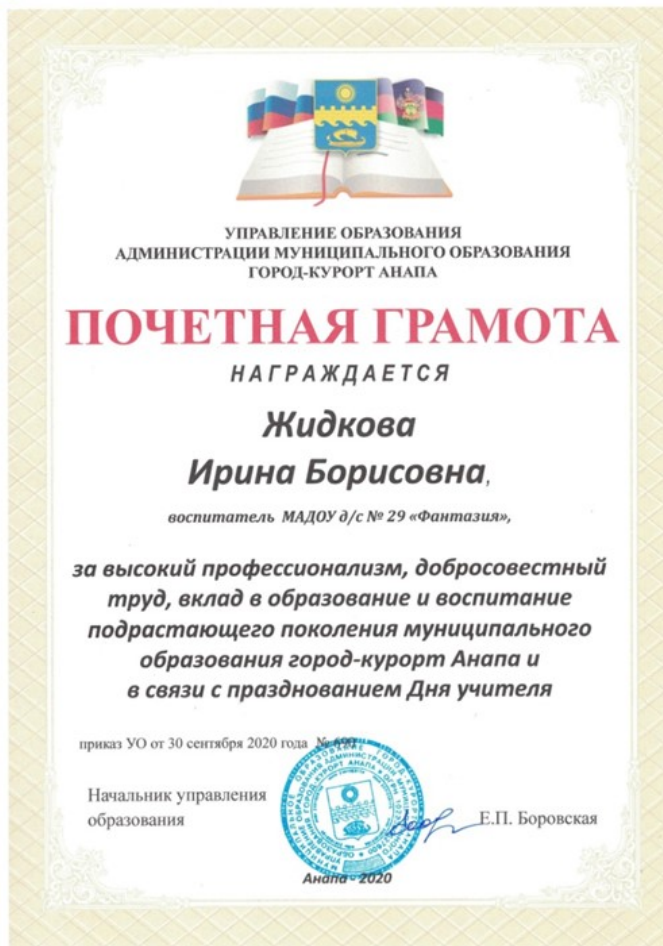 УПРАВЛЕНИЕ ОБРАЗОВАНИЯ
АДМИНИСТРАЦИИ МУНИЦИПАЛЬНОГО ОБРАЗОВАНИЯ
ГОРОД-КУРОРТ АНАПА
ПОЧЕТНАЯ ГРАМОТА
НАГРАЖДАЕТСЯ
Жидкова
Ирина Борисовна,
воспитатель МАДОУ д/с № 29 «Фантазия»,
за высокий профессионализм, добросовестный
труд, вклад в образование и воспитание
подрастающего поколения муниципального
образования город-курорт Анапа и
в связи с празднованием Дня учителя
приказ УО от 30 сентября 2020 года №
Начальник управления
образования
Е.П. Боровская
Анапа - 2020